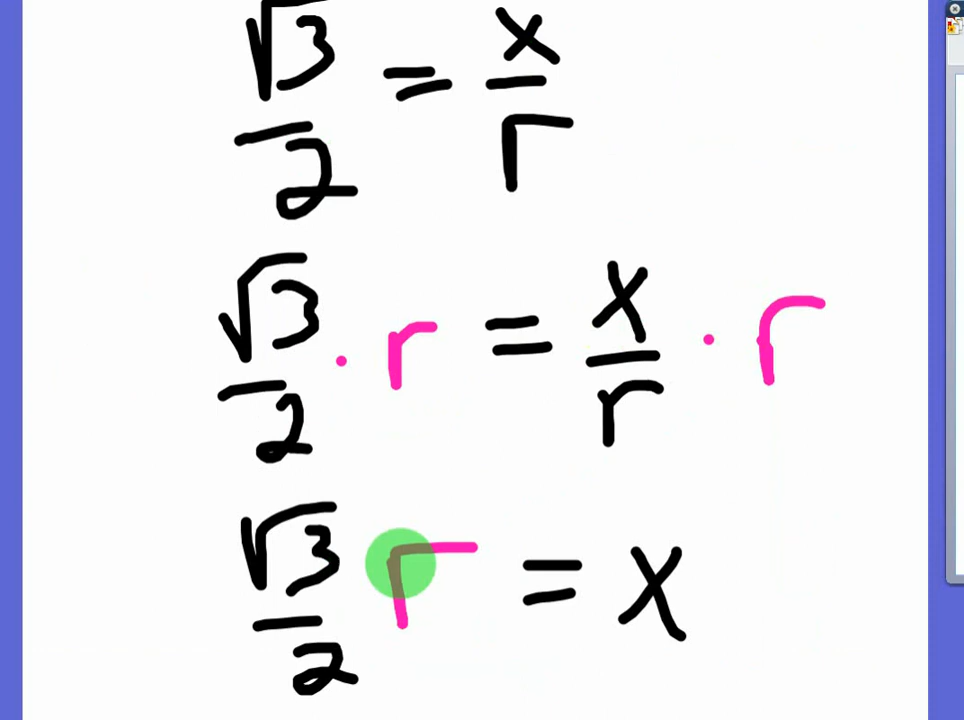 √3/2 = x/r
√3/2 · r = x/r · r
√3/2 r = x